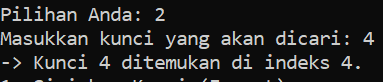 Pilihan Anda: 2
Masukkan kunci yang akan dicari: 4
-> Kunci 4 ditemukan di indeks 4.